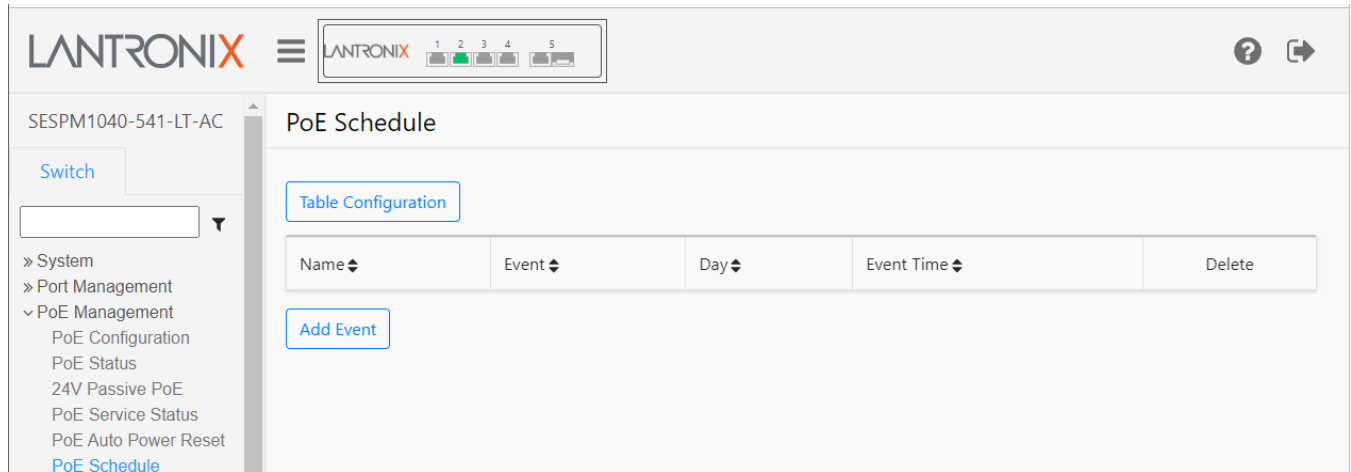 LANTRONIX
LANTRONIX 1 2 3 4 5
SESPM1040-541-LT-AC
Switch
» System
» Port Management
PoE Management
PoE Configuration
PoE Status
24V Passive PoE
PoE Service Status
PoE Auto Power Reset
PoE Schedule
PoE Schedule
Table Configuration
Name Event Day Event Time Delete
Add Event